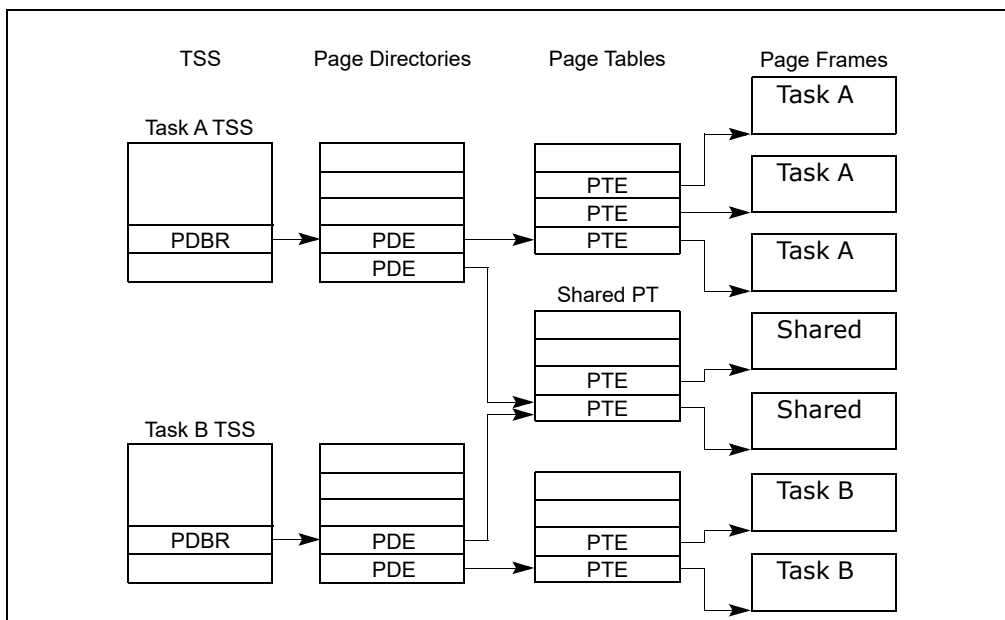 TSS Page Directories Page Tables Page Frames
Task A
Task A TSS
Task A
PTE
PTE
PDBR PDE PTE
Task A
PDE
Shared PT
Shared
PTE
PTE
Shared
Task B TSS
Task B
PDBR PDE PTE
PDE PTE
Task B